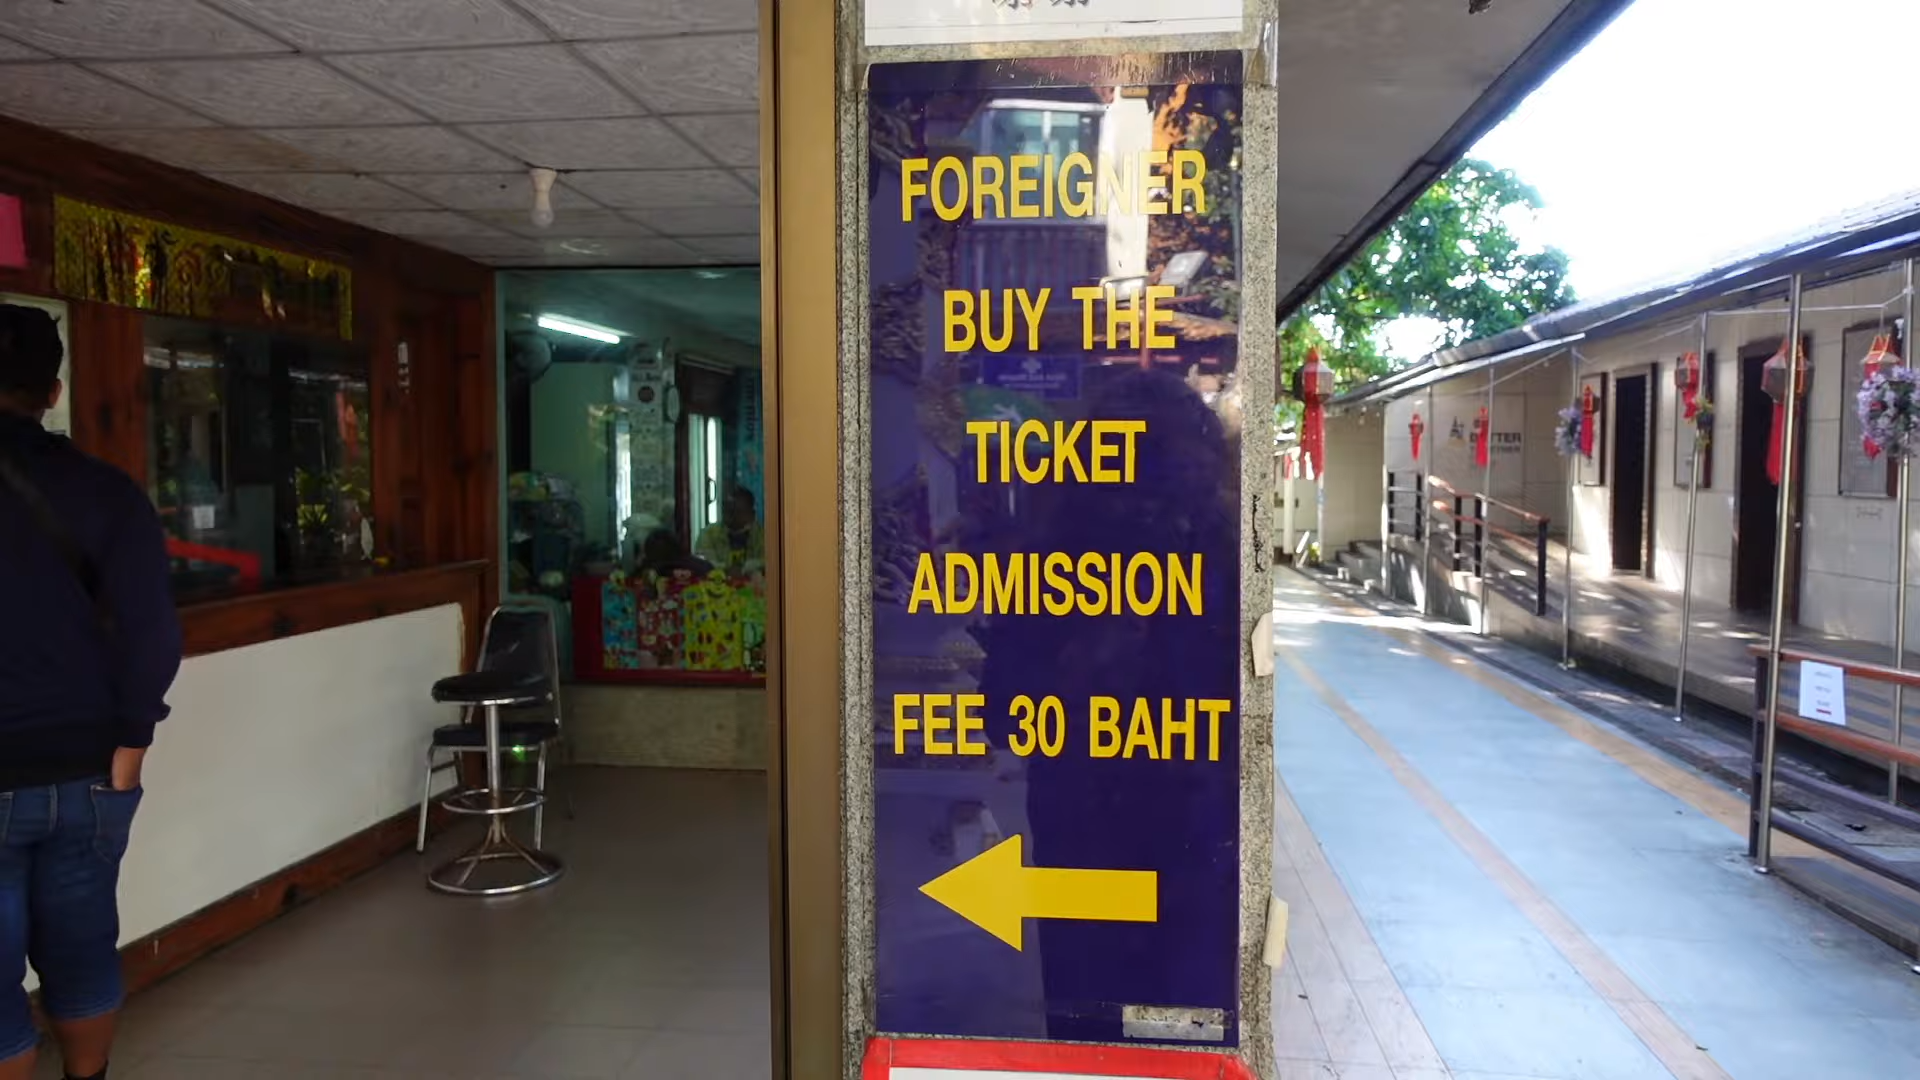 FOREIGNER
BUY THE
TICKET
ADMISSION
FEE 30 BAHT